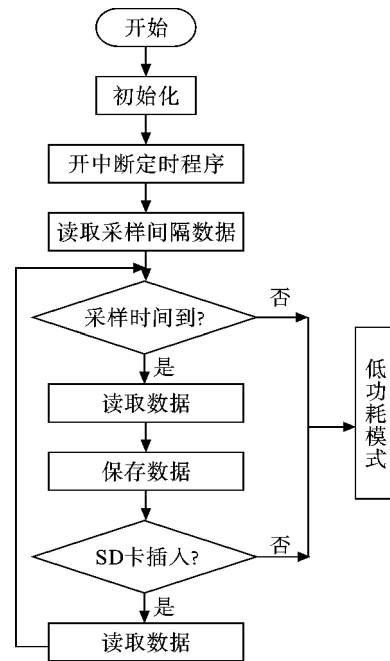 开始
初始化
开中断定时程序
读取采样间隔数据
采样时间到?
否
是
读取数据
低功耗模式
保存数据
SD卡插入?
否
是
读取数据